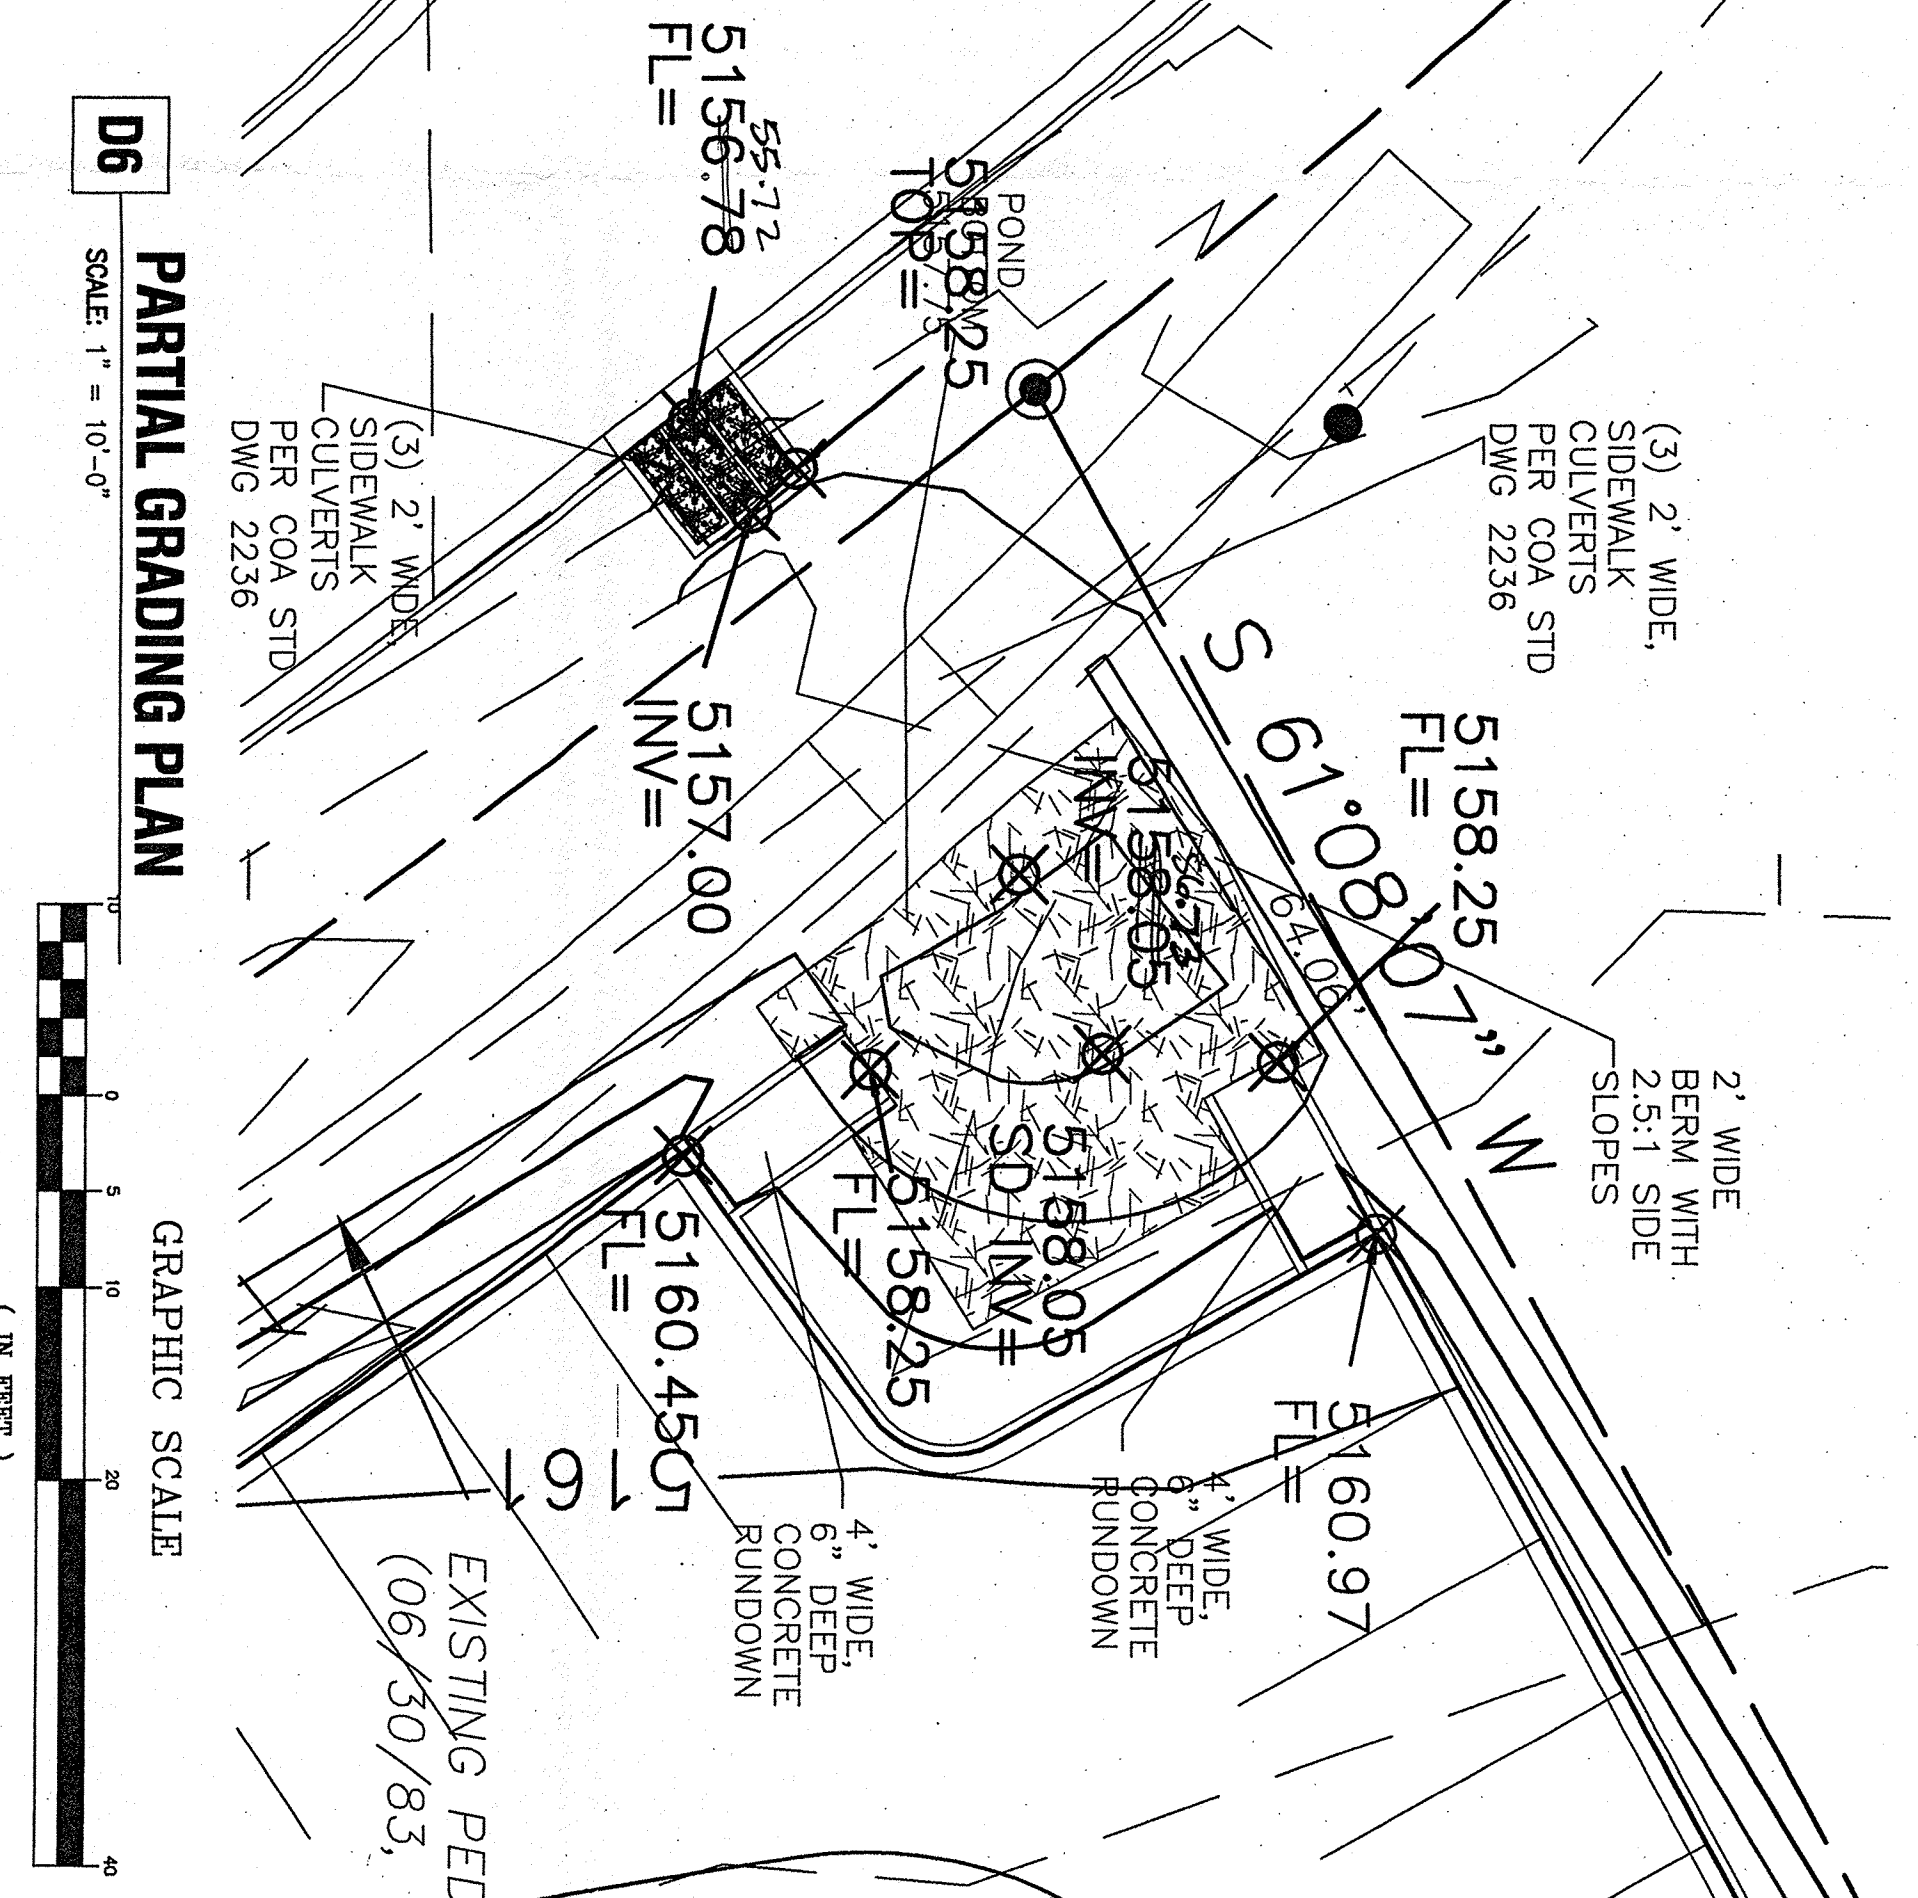 D6
PARTIAL GRADING PLAN
SCALE: 1" = 10'-0"
GRAPHIC SCALE
10
0
5
10
20
40
( IN FEET )
(3) 2' WIDE,
SIDEWALK
CULVERTS
PER COA STD
DWG 2236
(3) 2' WIDE,
SIDEWALK
CULVERTS
PER COA STD
DWG 2236
55.72
5156.78
FL=
POND
5158.25
TOP=
5157.00
INV=
5158.25
FL=
S 61°08'07" W
64.06'
56.73
5158.05
INV=
2' WIDE
BERM WITH
2.5:1 SIDE
SLOPES
5158.05
SD INV=
5158.25
FL=
5160.45
FL=
5160.97
FL=
5161
4' WIDE,
6" DEEP
CONCRETE
RUNDOWN
4' WIDE,
6" DEEP
CONCRETE
RUNDOWN
EXISTING PED
(06/30/83,